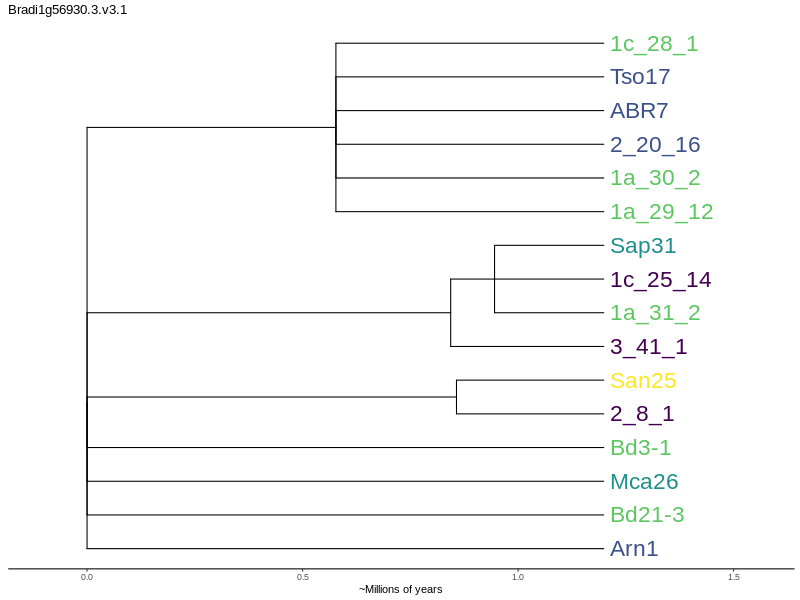 Bradi1g56930.3.v3.1
1c_28_1
Tso17
ABR7
2_20_16
1a_30_2
1a_29_12
Sap31
1c_25_14
1a_31_2
3_41_1
San25
2_8_1
Bd3-1
Mca26
Bd21-3
Arn1
0.0 0.5 1.0 1.5
~Millions of years